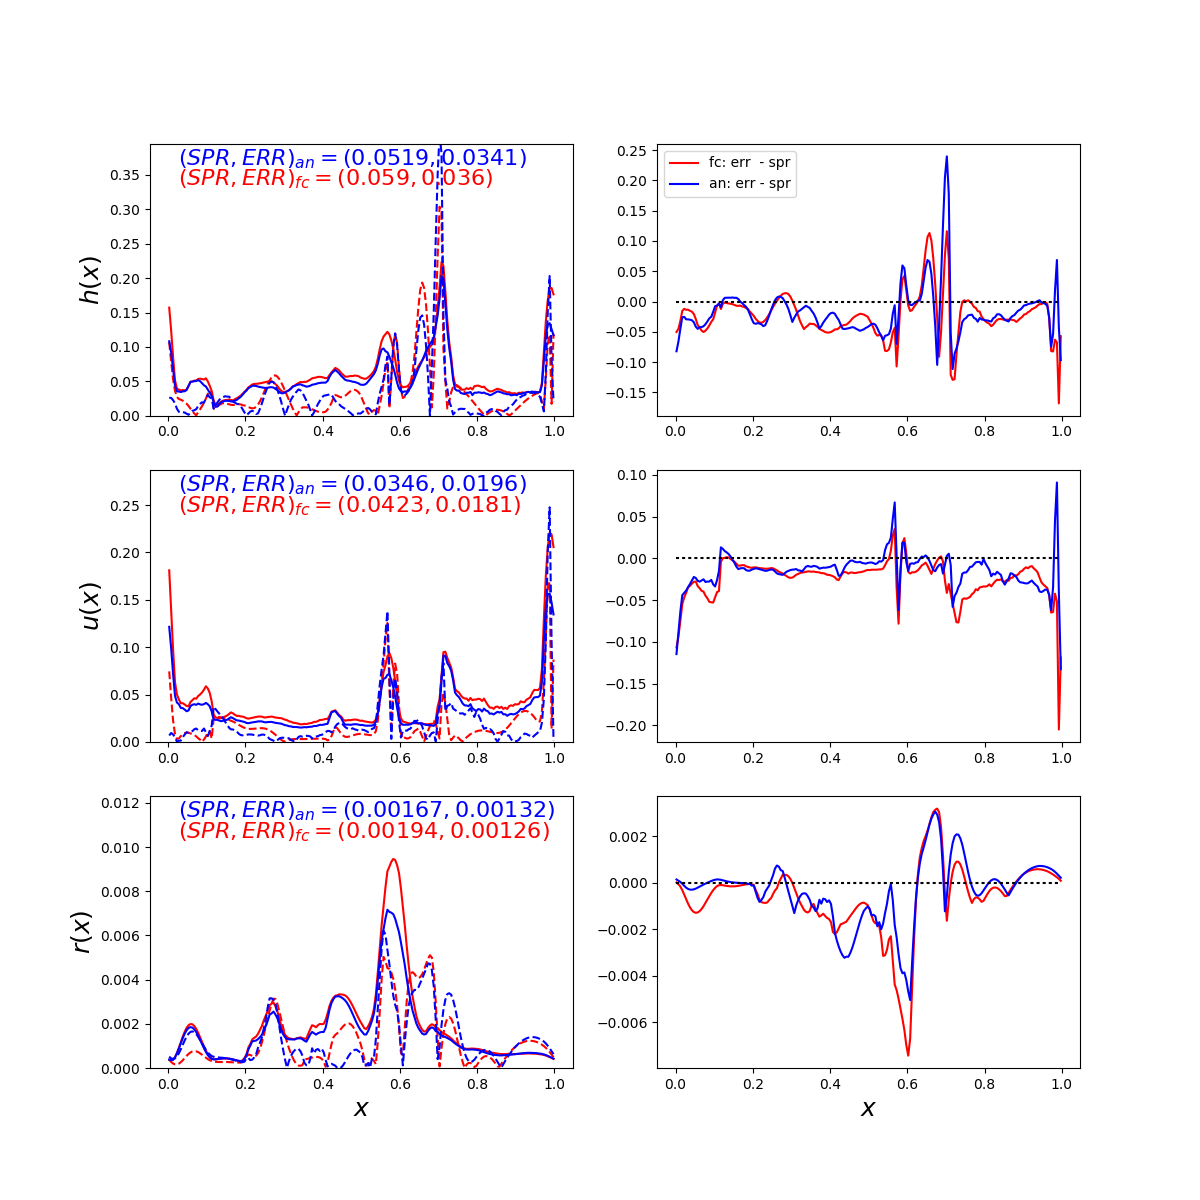 (SPR, ERR)an = (0.0519, 0.0341)
(SPR, ERR)fc = (0.059, 0.036)
h(x)
0.35
0.30
0.25
0.20
0.15
0.10
0.05
0.00
0.0 0.2 0.4 0.6 0.8 1.0
fc: err - spr
an: err - spr
0.25
0.20
0.15
0.10
0.05
0.00
−0.05
−0.10
−0.15
0.0 0.2 0.4 0.6 0.8 1.0
(SPR, ERR)an = (0.0346, 0.0196)
(SPR, ERR)fc = (0.0423, 0.0181)
u(x)
0.25
0.20
0.15
0.10
0.05
0.00
0.0 0.2 0.4 0.6 0.8 1.0
0.10
0.05
0.00
−0.05
−0.10
−0.15
−0.20
0.0 0.2 0.4 0.6 0.8 1.0
(SPR, ERR)an = (0.00167, 0.00132)
(SPR, ERR)fc = (0.00194, 0.00126)
r(x)
0.012
0.010
0.008
0.006
0.004
0.002
0.000
0.0 0.2 0.4 0.6 0.8 1.0
x
0.002
0.000
−0.002
−0.004
−0.006
0.0 0.2 0.4 0.6 0.8 1.0
x